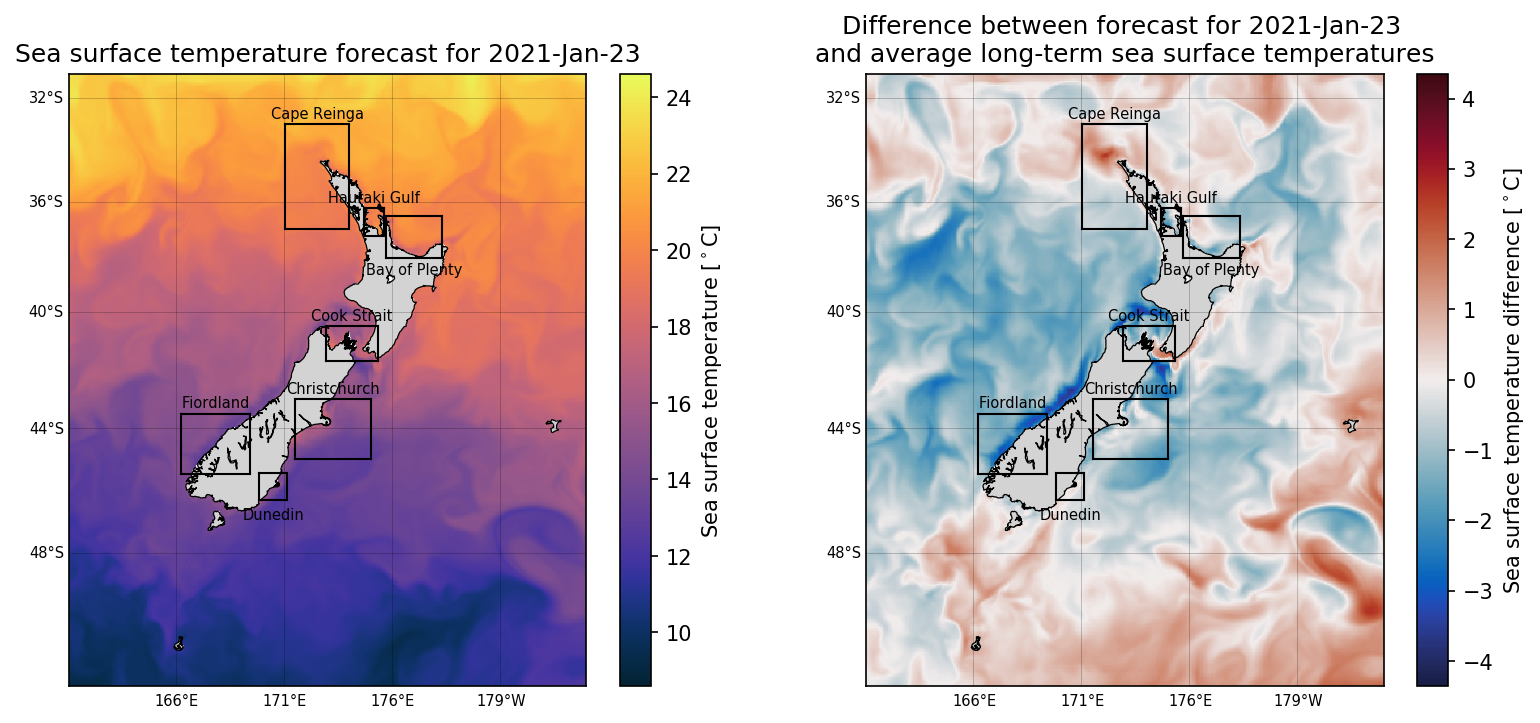 Sea surface temperature forecast for 2021-Jan-23
32°S
36°S
40°S
44°S
48°S
166°E
171°E
176°E
179°W
Cape Reinga
Hauraki Gulf
Bay of Plenty
Cook Strait
Christchurch
Fiordland
Dunedin
24
22
20
18
16
14
12
10
Sea surface temperature [°C]
Difference between forecast for 2021-Jan-23
and average long-term sea surface temperatures
32°S
36°S
40°S
44°S
48°S
166°E
171°E
176°E
179°W
Cape Reinga
Hauraki Gulf
Bay of Plenty
Cook Strait
Christchurch
Fiordland
Dunedin
4
3
2
1
0
−1
−2
−3
−4
Sea surface temperature difference [°C]